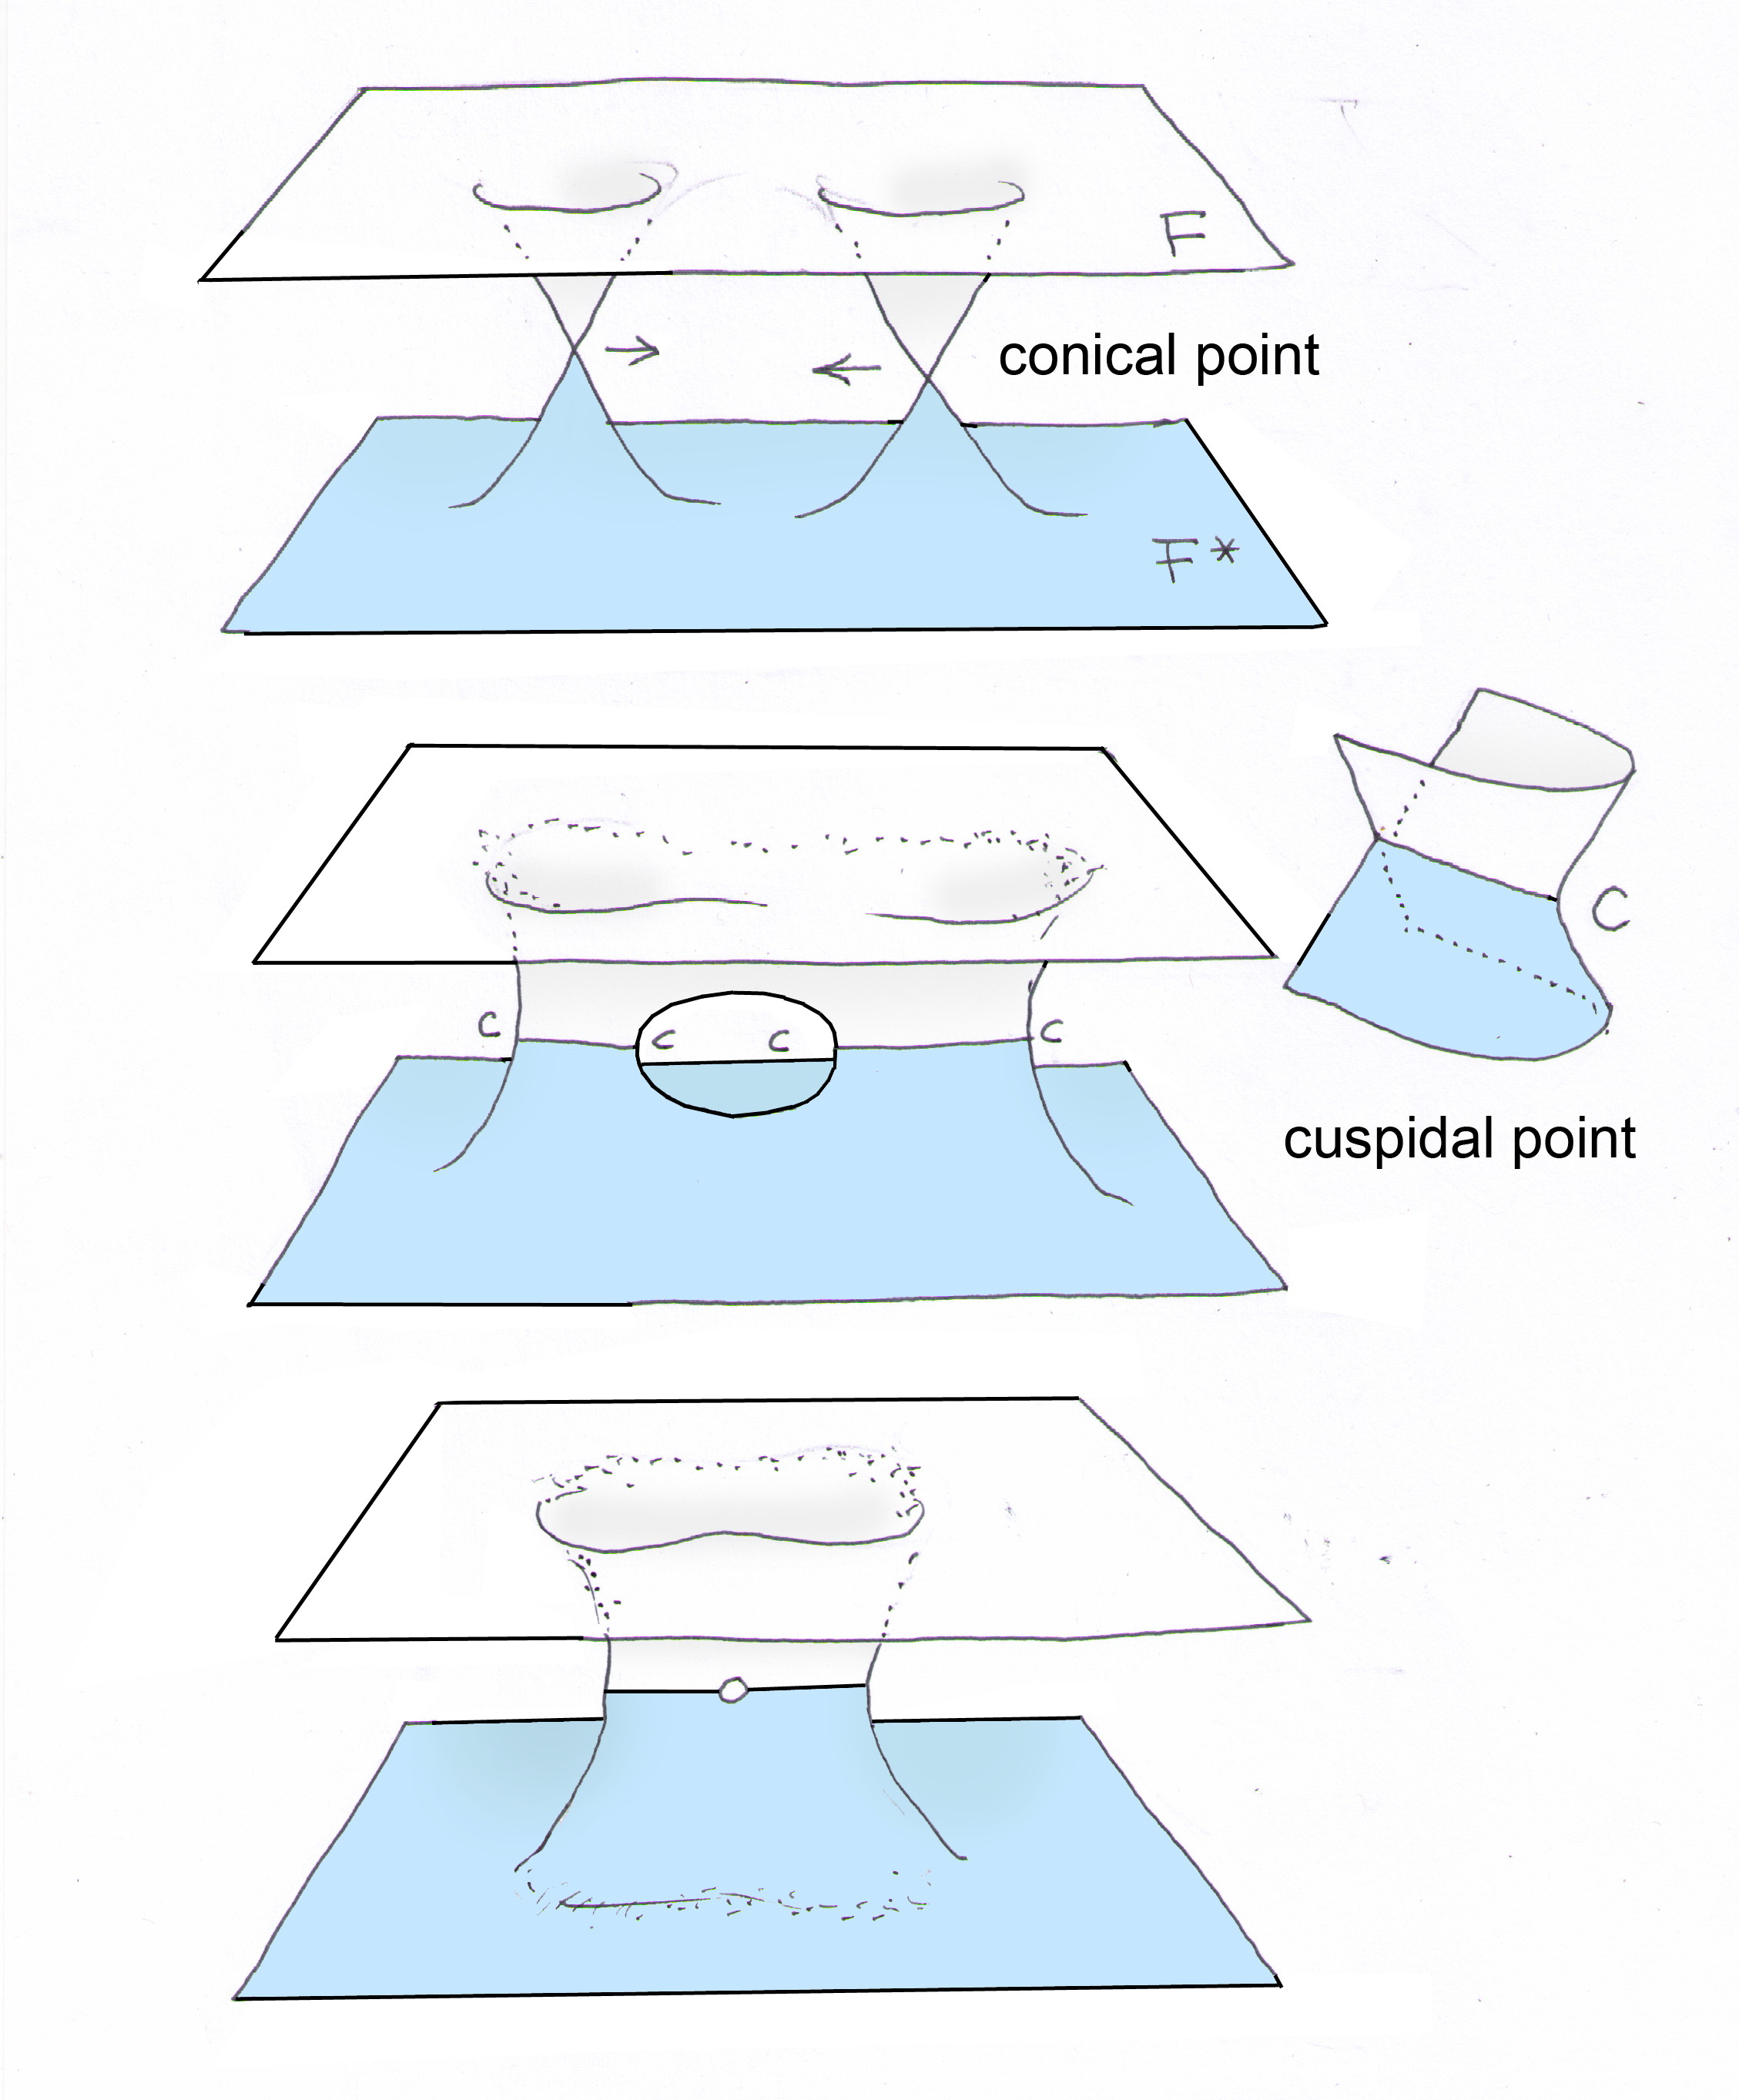 F
conical point
F*
C
C C C C
cuspidal point